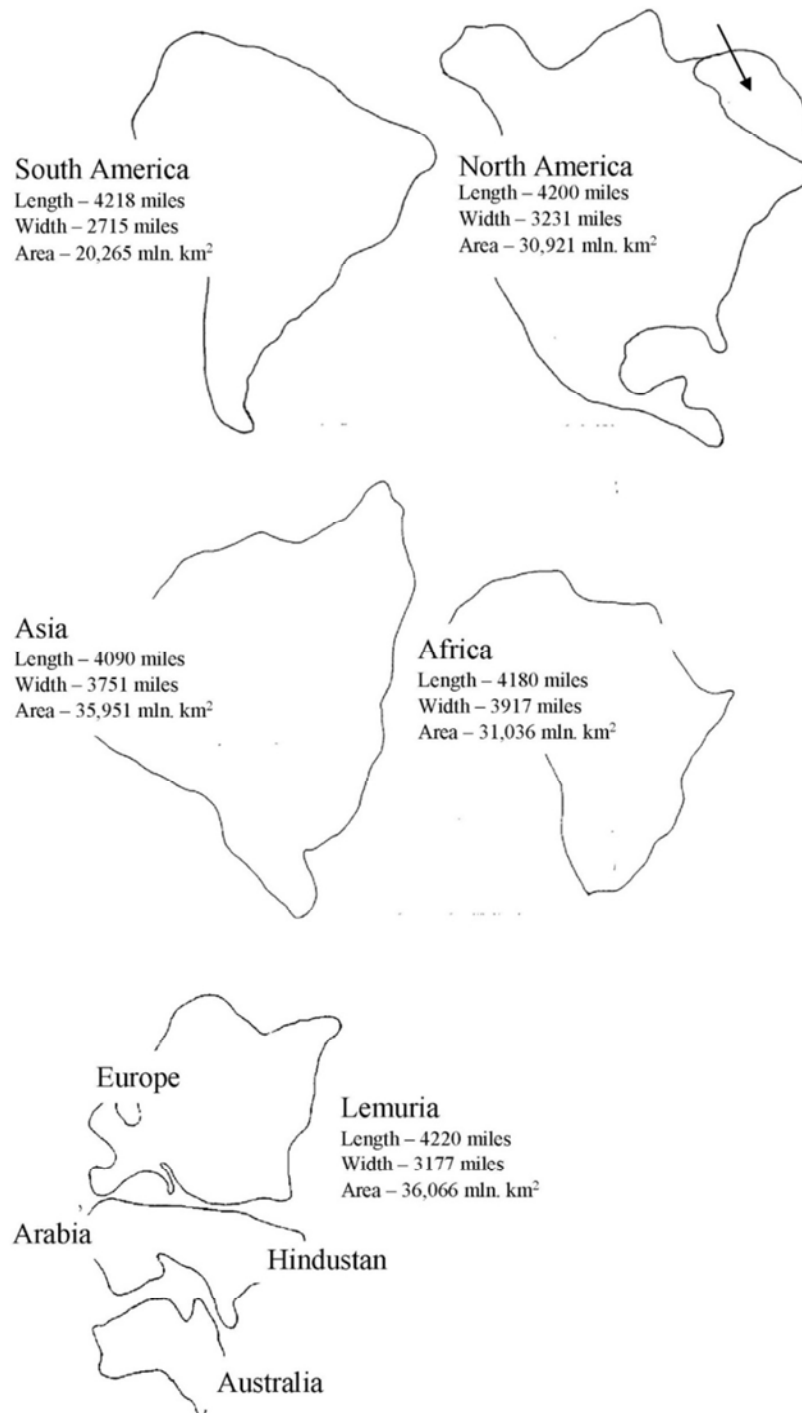 South America
Length – 4218 miles
Width – 2715 miles
Area – 20,265 mln. km²
North America
Length – 4200 miles
Width – 3231 miles
Area – 30,921 mln. km²
Asia
Length – 4090 miles
Width – 3751 miles
Area – 35,951 mln. km²
Africa
Length – 4180 miles
Width – 3917 miles
Area – 31,036 mln. km²
Europe
Lemuria
Length – 4220 miles
Width – 3177 miles
Area – 36,066 mln. km²
Arabia
Hindustan
Australia